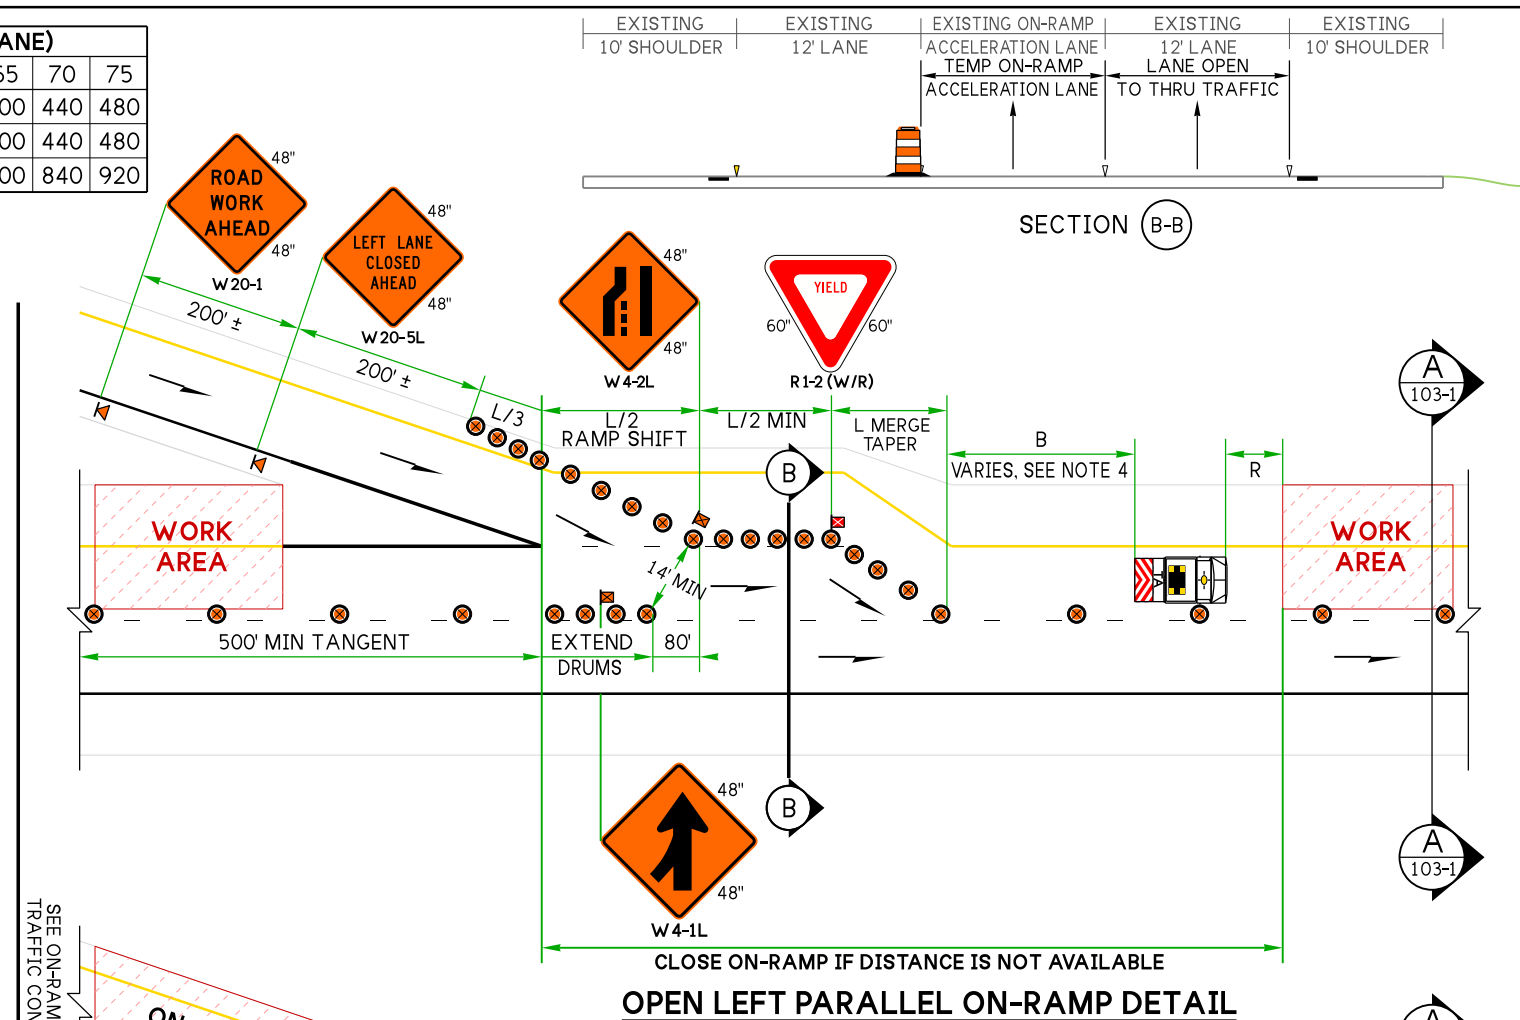 ANE)
65 70 75
00 440 480
00 440 480
00 840 920
EXISTING
10' SHOULDER
EXISTING
12' LANE
EXISTING ON-RAMP
ACCELERATION LANE
EXISTING
12' LANE
EXISTING
10' SHOULDER
TEMP ON-RAMP
ACCELERATION LANE
LANE OPEN
TO THRU TRAFFIC
SECTION B-B
ROAD
WORK
AHEAD
48"
48"
W20-1
LEFT LANE
CLOSED
AHEAD
48"
48"
W20-5L
48"
48"
W4-2L
YIELD
60" 60"
R1-2 (W/R)
200' ±
200' ±
L/3
L/2
RAMP SHIFT
L/2 MIN
L MERGE
TAPER
B
VARIES, SEE NOTE 4
R
A
103-1
B
WORK
AREA
WORK
AREA
14' MIN
500' MIN TANGENT
EXTEND
DRUMS
80'
48"
48"
W4-1L
B
A
103-1
CLOSE ON-RAMP IF DISTANCE IS NOT AVAILABLE
OPEN LEFT PARALLEL ON-RAMP DETAIL
SEE ON-RAM
TRAFFIC CON
ON-
A